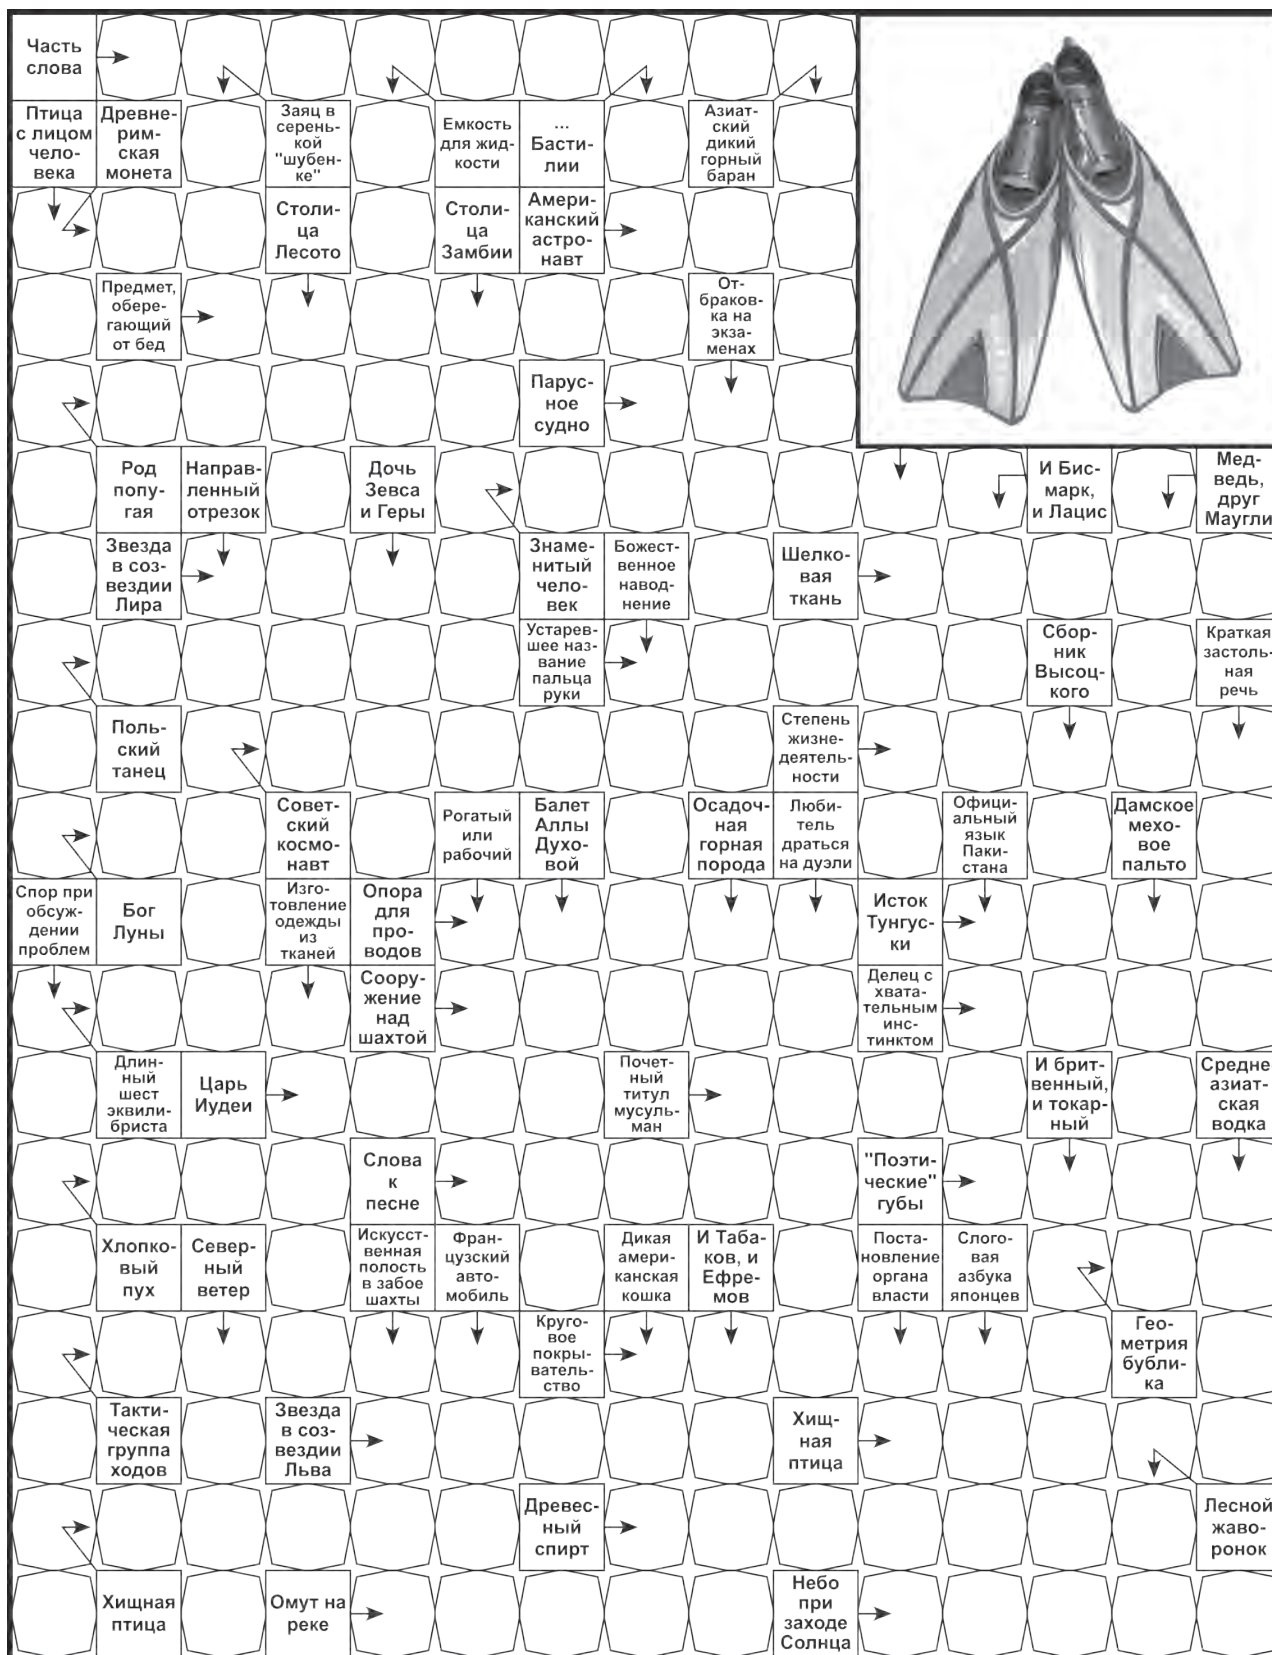 Часть
слова
Птица
с лицом
чело-
века
Древне-
рим-
ская
монета
Заяц в
серень-
кой
"шубен-
ке"
Емкость
для жид-
кости
...
Басти-
лии
Азиат-
ский
дикий
горный
баран
Столи-
ца
Лесото
Столи-
ца
Замбии
Амери-
канский
астро-
навт
Предмет,
обере-
гающий
от бед
От-
браков-
ка на
экза-
менах
Парус-
ное
судно
Род
попу-
гая
Направ-
ленный
отрезок
Дочь
Зевса
и Геры
И Бис-
марк,
и Лацис
Мед-
ведь,
друг
Маугли
Звезда
в соз-
вездии
Лира
Знаме-
нитый
чело-
век
Божест-
венное
навод-
нение
Шелко-
вая
ткань
Устарев-
шее наз-
вание
пальца
руки
Сбор-
ник
Высоц-
кого
Краткая
застоль-
ная
речь
Поль-
ский
танец
Степень
жизне-
деятель-
ности
Совет-
ский
космо-
навт
Рогатый
или
рабочий
Балет
Аллы
Духо-
вой
Осадоч-
ная
горная
порода
Люби-
тель
драться
на дуэли
Офици-
альный
язык
Паки-
стана
Дамское
мехо-
вое
пальто
Спор при
обсуж-
дении
проблем
Бог
Луны
Изго-
товление
одежды
из
тканей
Опора
для
про-
водов
Исток
Тунгус-
ки
Соору-
жение
над
шахтой
Делец с
хвата-
тельным
инс-
тинктом
Длин-
ный
шест
эквили-
бриста
Царь
Иудеи
Почет-
ный
титул
мусуль-
ман
И брит-
венный,
и токар-
ный
Средне-
азиат-
ская
водка
Слова
к
песне
"Поэти-
ческие"
губы
Хлопко-
вый
пух
Север-
ный
ветер
Искусст-
венная
полость
в забое
шахты
Фран-
цузский
авто-
мобиль
Дикая
амери-
канская
кошка
И Таба-
ков, и
Ефре-
мов
Поста-
новление
органа
власти
Слого-
вая
азбука
японцев
Круго-
вое
покры-
ватель-
ство
Гео-
метрия
бубли-
ка
Такти-
ческая
группа
ходов
Звезда
в соз-
вездии
Льва
Хищ-
ная
птица
Древес-
ный
спирт
Лесной
жаво-
ронок
Хищная
птица
Омут на
реке
Небо
при
заходе
Солнца